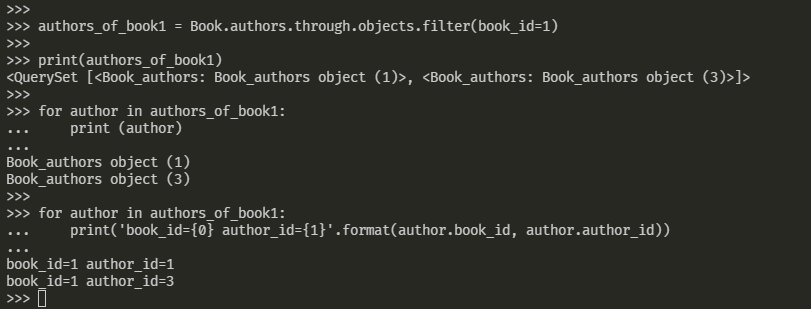 >>>
>>> authors_of_book1 = Book.authors.through.objects.filter(book_id=1)
>>>
>>> print(authors_of_book1)
<QuerySet [<Book_authors: Book_authors object (1)>, <Book_authors: Book_authors object (3)>]>
>>>
>>> for author in authors_of_book1:
...     print (author)
...
Book_authors object (1)
Book_authors object (3)
>>>
>>> for author in authors_of_book1:
...     print('book_id={0} author_id={1}'.format(author.book_id, author.author_id))
...
book_id=1 author_id=1
book_id=1 author_id=3
>>>